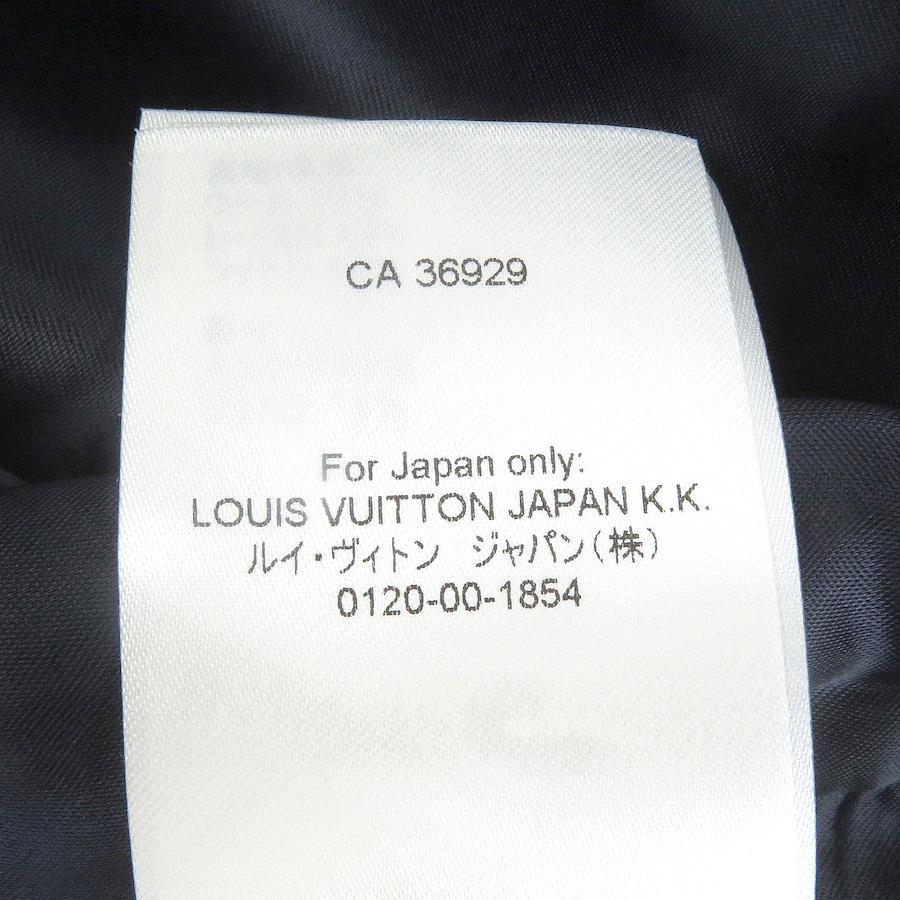 CA 36929
For Japan only:
LOUIS VUITTON JAPAN K.K.
ルイ・ヴィトン　ジャパン(株)
0120-00-1854